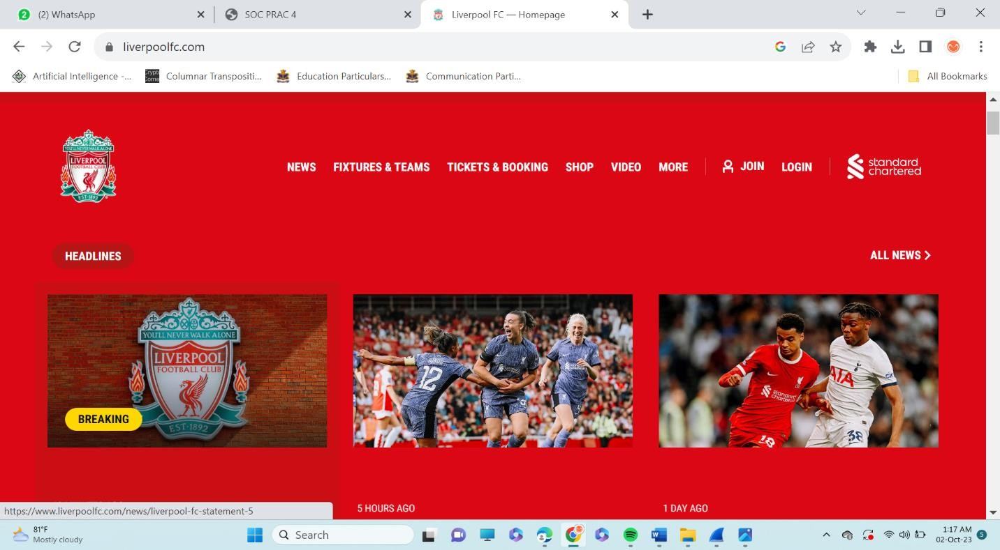 (2) WhatsApp
SOC PRAC 4
Liverpool FC — Homepage
liverpoolfc.com
Artificial Intelligence -...
Columnar Transpositi...
Education Particulars...
Communication Parti...
All Bookmarks
YOU'LL NEVER WALK ALONE
LIVERPOOL
FOOTBALL CLUB
EST·1892
NEWS FIXTURES & TEAMS TICKETS & BOOKING SHOP VIDEO MORE JOIN LOGIN
standard
chartered
HEADLINES
ALL NEWS
YOU'LL NEVER WALK ALONE
LIVERPOOL
FOOTBALL CLUB
EST·1892
BREAKING
12
18
38
5 HOURS AGO
1 DAY AGO
https://www.liverpoolfc.com/news/liverpool-fc-statement-5
81°F
Mostly cloudy
Search
1:17 AM
02-Oct-23
5